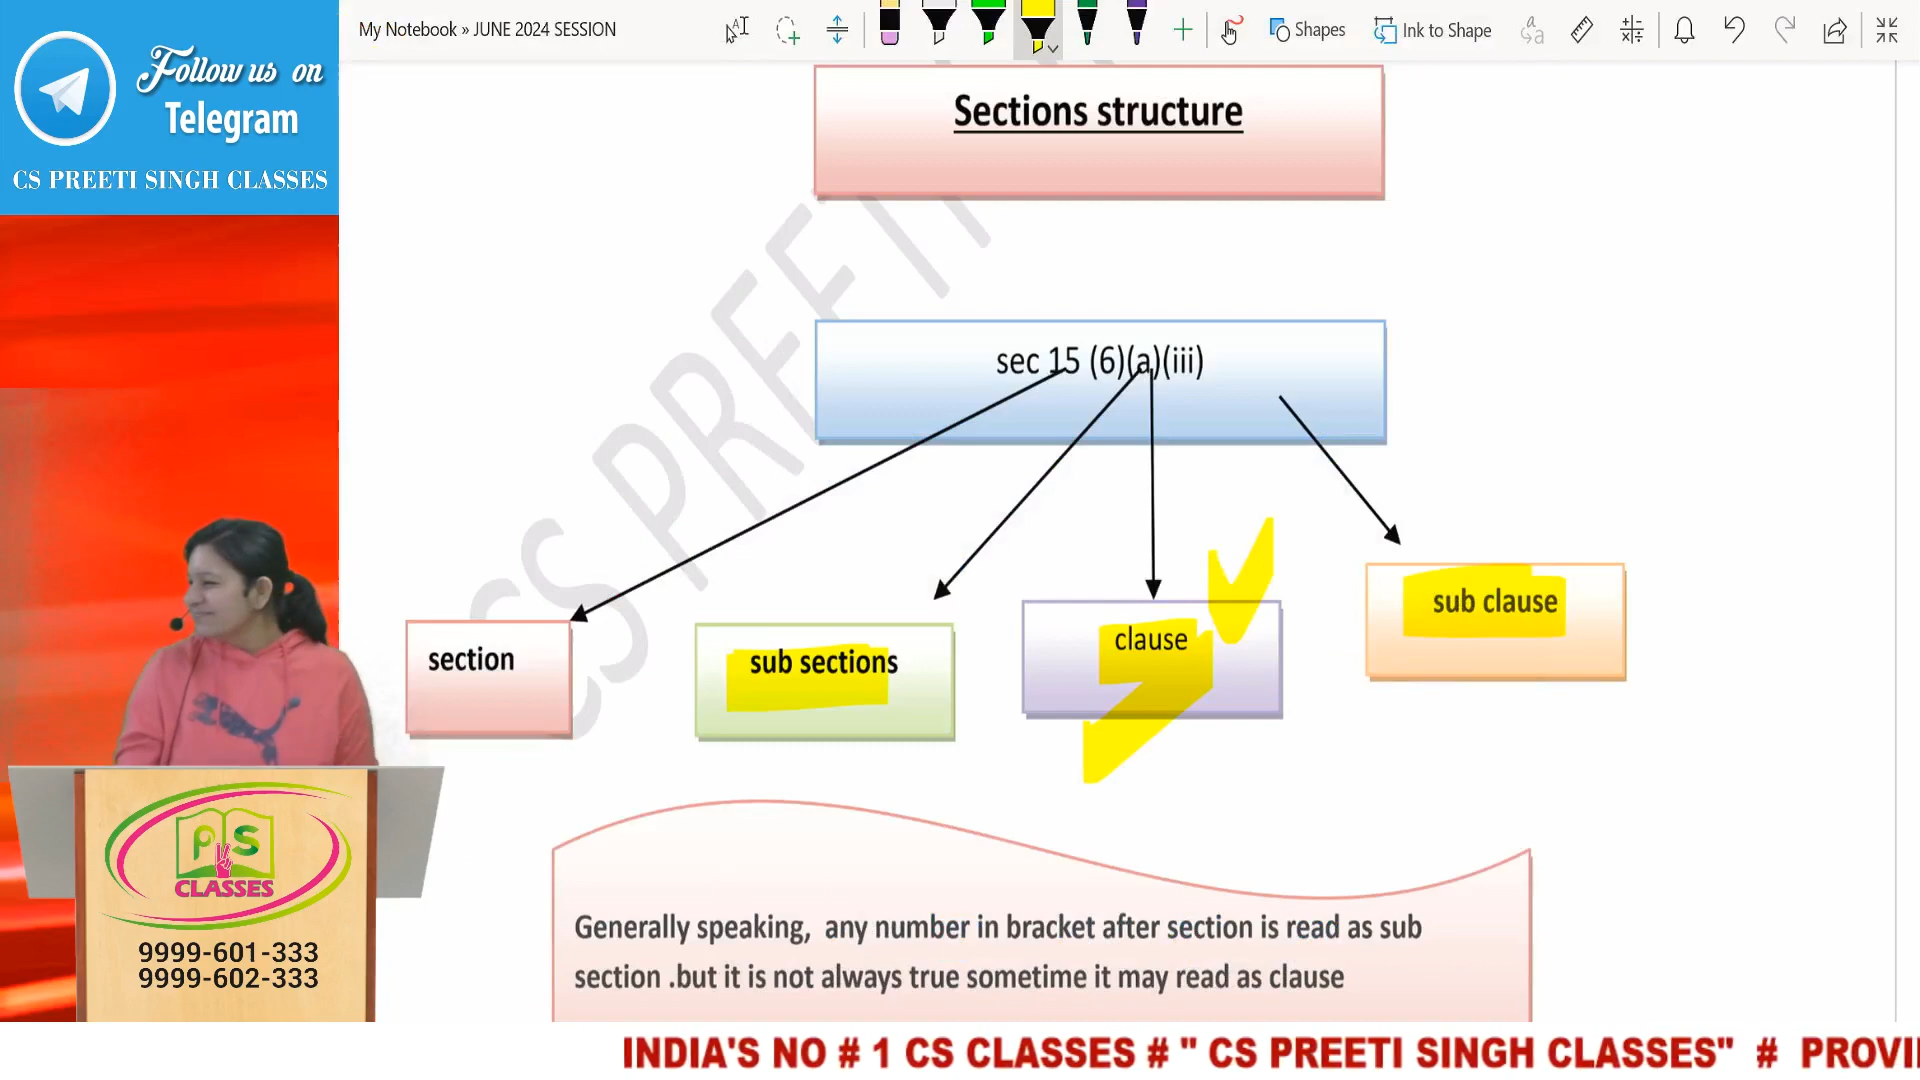 Follow us on
Telegram
CS PREETI SINGH CLASSES
My Notebook » JUNE 2024 SESSION
Shapes
Ink to Shape
Sections structure
sec 15 (6)(a)(iii)
section
sub sections
clause
sub clause
Generally speaking, any number in bracket after section is read as sub
section .but it is not always true sometime it may read as clause
CS PREETI
PS
CLASSES
9999-601-333
9999-602-333
INDIA'S NO # 1 CS CLASSES # " CS PREETI SINGH CLASSES" #